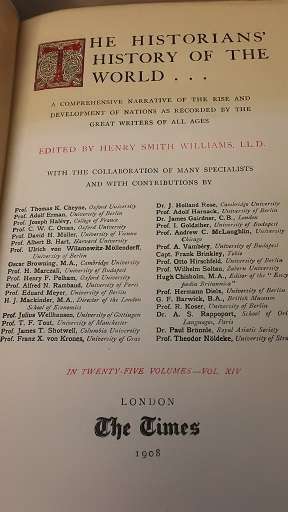 THE HISTORIANS'
HISTORY OF THE
WORLD . . .
A COMPREHENSIVE NARRATIVE OF THE RISE AND
DEVELOPMENT OF NATIONS AS RECORDED BY THE
GREAT WRITERS OF ALL AGES
EDITED BY HENRY SMITH WILLIAMS, LL.D.
WITH THE COLLABORATION OF MANY SPECIALISTS
AND WITH CONTRIBUTIONS BY
Prof. Thomas K. Cheyne, Oxford University
Prof. Adolf Erman, University of Berlin
Prof. Joseph Halévy, College of France
Prof. C. W. C. Oman, Oxford University
Prof. David H. Müller, University of Vienna
Prof. Albert B. Hart, Harvard University
Prof. Ulrich von Wilamowitz-Moellendorff,
University of Berlin
Oscar Browning, M.A., Cambridge University
Prof. H. Marczali, University of Budapest
Prof. Henry F. Pelham, Oxford University
Prof. Alfred N. Rambaud, University of Paris
Prof. Eduard Meyer, University of Berlin
H. J. Mackinder, M.A., Director of the London
School of Economics
Prof. Julius Wellhausen, University of Göttingen
Prof. T. F. Tout, University of Manchester
Prof. James T. Shotwell, Columbia University
Prof. Franz X. von Krones, University of Graz
Dr. J. Holland Rose, Cambridge University
Prof. Adolf Harnack, University of Berlin
Dr. James Gairdner, C.B., London
Prof. I. Goldziher, University of Budapest
Prof. Andrew C. McLaughlin, University
Chicago
Prof. A. Vambéry, University of Budapest
Capt. Frank Brinkley, Tokio
Prof. Otto Hirschfeld, University of Berlin
Prof. Wilhelm Soltau, University
Hugh Chisholm, M.A., Editor of the "Ency
pædia Britannica"
Prof. Hermann Diels, University of Berlin
G. F. Barwick, B.A., British Museum
Prof. R. Koser, University of Berlin
Dr. A. S. Rappoport, School of Ori
Languages, Paris
Dr. Paul Brönnle, Royal Asiatic Society
Prof. Theodor Nöldeke, University of Stra
IN TWENTY-FIVE VOLUMES—VOL. XIV
LONDON
The Times
1908